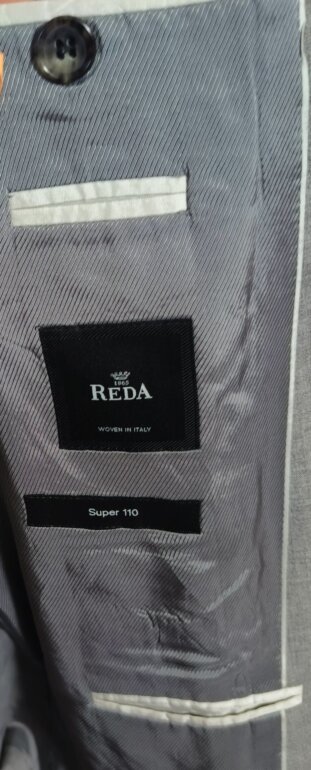 1865
REDA
WOVEN IN ITALY
Super 110